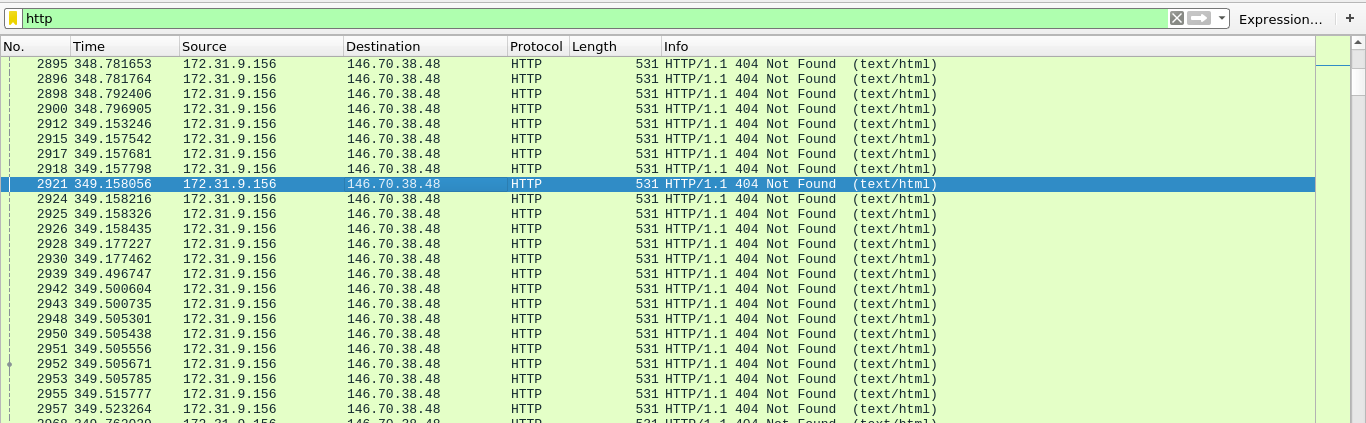 http Expression... +
No. Time Source Destination Protocol Length Info
2895 348.781653 172.31.9.156 146.70.38.48 HTTP 531 HTTP/1.1 404 Not Found (text/html)
2896 348.781764 172.31.9.156 146.70.38.48 HTTP 531 HTTP/1.1 404 Not Found (text/html)
2898 348.792406 172.31.9.156 146.70.38.48 HTTP 531 HTTP/1.1 404 Not Found (text/html)
2900 348.796905 172.31.9.156 146.70.38.48 HTTP 531 HTTP/1.1 404 Not Found (text/html)
2912 349.153246 172.31.9.156 146.70.38.48 HTTP 531 HTTP/1.1 404 Not Found (text/html)
2915 349.157542 172.31.9.156 146.70.38.48 HTTP 531 HTTP/1.1 404 Not Found (text/html)
2917 349.157681 172.31.9.156 146.70.38.48 HTTP 531 HTTP/1.1 404 Not Found (text/html)
2918 349.157798 172.31.9.156 146.70.38.48 HTTP 531 HTTP/1.1 404 Not Found (text/html)
2921 349.158056 172.31.9.156 146.70.38.48 HTTP 531 HTTP/1.1 404 Not Found (text/html)
2924 349.158216 172.31.9.156 146.70.38.48 HTTP 531 HTTP/1.1 404 Not Found (text/html)
2925 349.158326 172.31.9.156 146.70.38.48 HTTP 531 HTTP/1.1 404 Not Found (text/html)
2926 349.158435 172.31.9.156 146.70.38.48 HTTP 531 HTTP/1.1 404 Not Found (text/html)
2928 349.177227 172.31.9.156 146.70.38.48 HTTP 531 HTTP/1.1 404 Not Found (text/html)
2930 349.177462 172.31.9.156 146.70.38.48 HTTP 531 HTTP/1.1 404 Not Found (text/html)
2939 349.496747 172.31.9.156 146.70.38.48 HTTP 531 HTTP/1.1 404 Not Found (text/html)
2942 349.500604 172.31.9.156 146.70.38.48 HTTP 531 HTTP/1.1 404 Not Found (text/html)
2943 349.500735 172.31.9.156 146.70.38.48 HTTP 531 HTTP/1.1 404 Not Found (text/html)
2948 349.505301 172.31.9.156 146.70.38.48 HTTP 531 HTTP/1.1 404 Not Found (text/html)
2950 349.505438 172.31.9.156 146.70.38.48 HTTP 531 HTTP/1.1 404 Not Found (text/html)
2951 349.505556 172.31.9.156 146.70.38.48 HTTP 531 HTTP/1.1 404 Not Found (text/html)
2952 349.505671 172.31.9.156 146.70.38.48 HTTP 531 HTTP/1.1 404 Not Found (text/html)
2953 349.505785 172.31.9.156 146.70.38.48 HTTP 531 HTTP/1.1 404 Not Found (text/html)
2955 349.515777 172.31.9.156 146.70.38.48 HTTP 531 HTTP/1.1 404 Not Found (text/html)
2957 349.523264 172.31.9.156 146.70.38.48 HTTP 531 HTTP/1.1 404 Not Found (text/html)
172.31.9.156 146.70.38.48 HTTP 531 HTTP/1.1 404 Not Found (text/html)